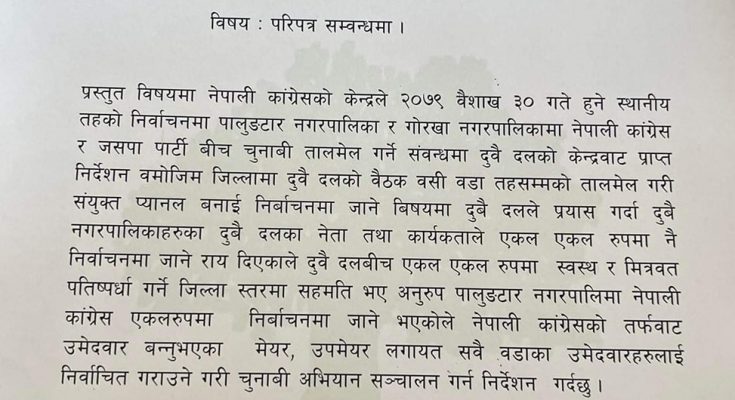 विषय : परिपत्र सम्वन्धमा ।
प्रस्तुत विषयमा नेपाली कांग्रेसको केन्द्रले २०७९ वैशाख ३० गते हुने स्थानीय
तहको निर्वाचनमा पालुङटार नगरपालिका र गोरखा नगरपालिकामा नेपाली कांग्रेस
र जसपा पार्टी बीच चुनाबी तालमेल गर्ने संवन्धमा दुवै दलको केन्द्रवाट प्राप्त
निर्देशन वमोजिम जिल्लामा दुवै दलको वैठक वसी वडा तहसम्मको तालमेल गरी
संयुक्त प्यानल बनाई निर्बाचनमा जाने बिषयमा दुबै दलले प्रयास गर्दा दुबै
नगरपालिकाहरुका दुबै दलका नेता तथा कार्यकताले एकल एकल रुपमा नै
निर्वाचनमा जाने राय दिएकाले दुवै दलबीच एकल एकल रुपमा स्वस्थ र मित्रवत
पतिष्पर्धा गर्ने जिल्ला स्तरमा सहमति भए अनुरुप पालुङटार नगरपालिमा नेपाली
कांग्रेस एकलरुपमा निर्बाचनमा जाने भएकोले नेपाली कांग्रेसको तर्फवाट
उमेदवार बन्नुभएका मेयर, उपमेयर लगायत सवै वडाका उमेदवारहरुलाई
निर्वाचित गराउने गरी चुनाबी अभियान सञ्चालन गर्न निर्देशन गर्दछु ।